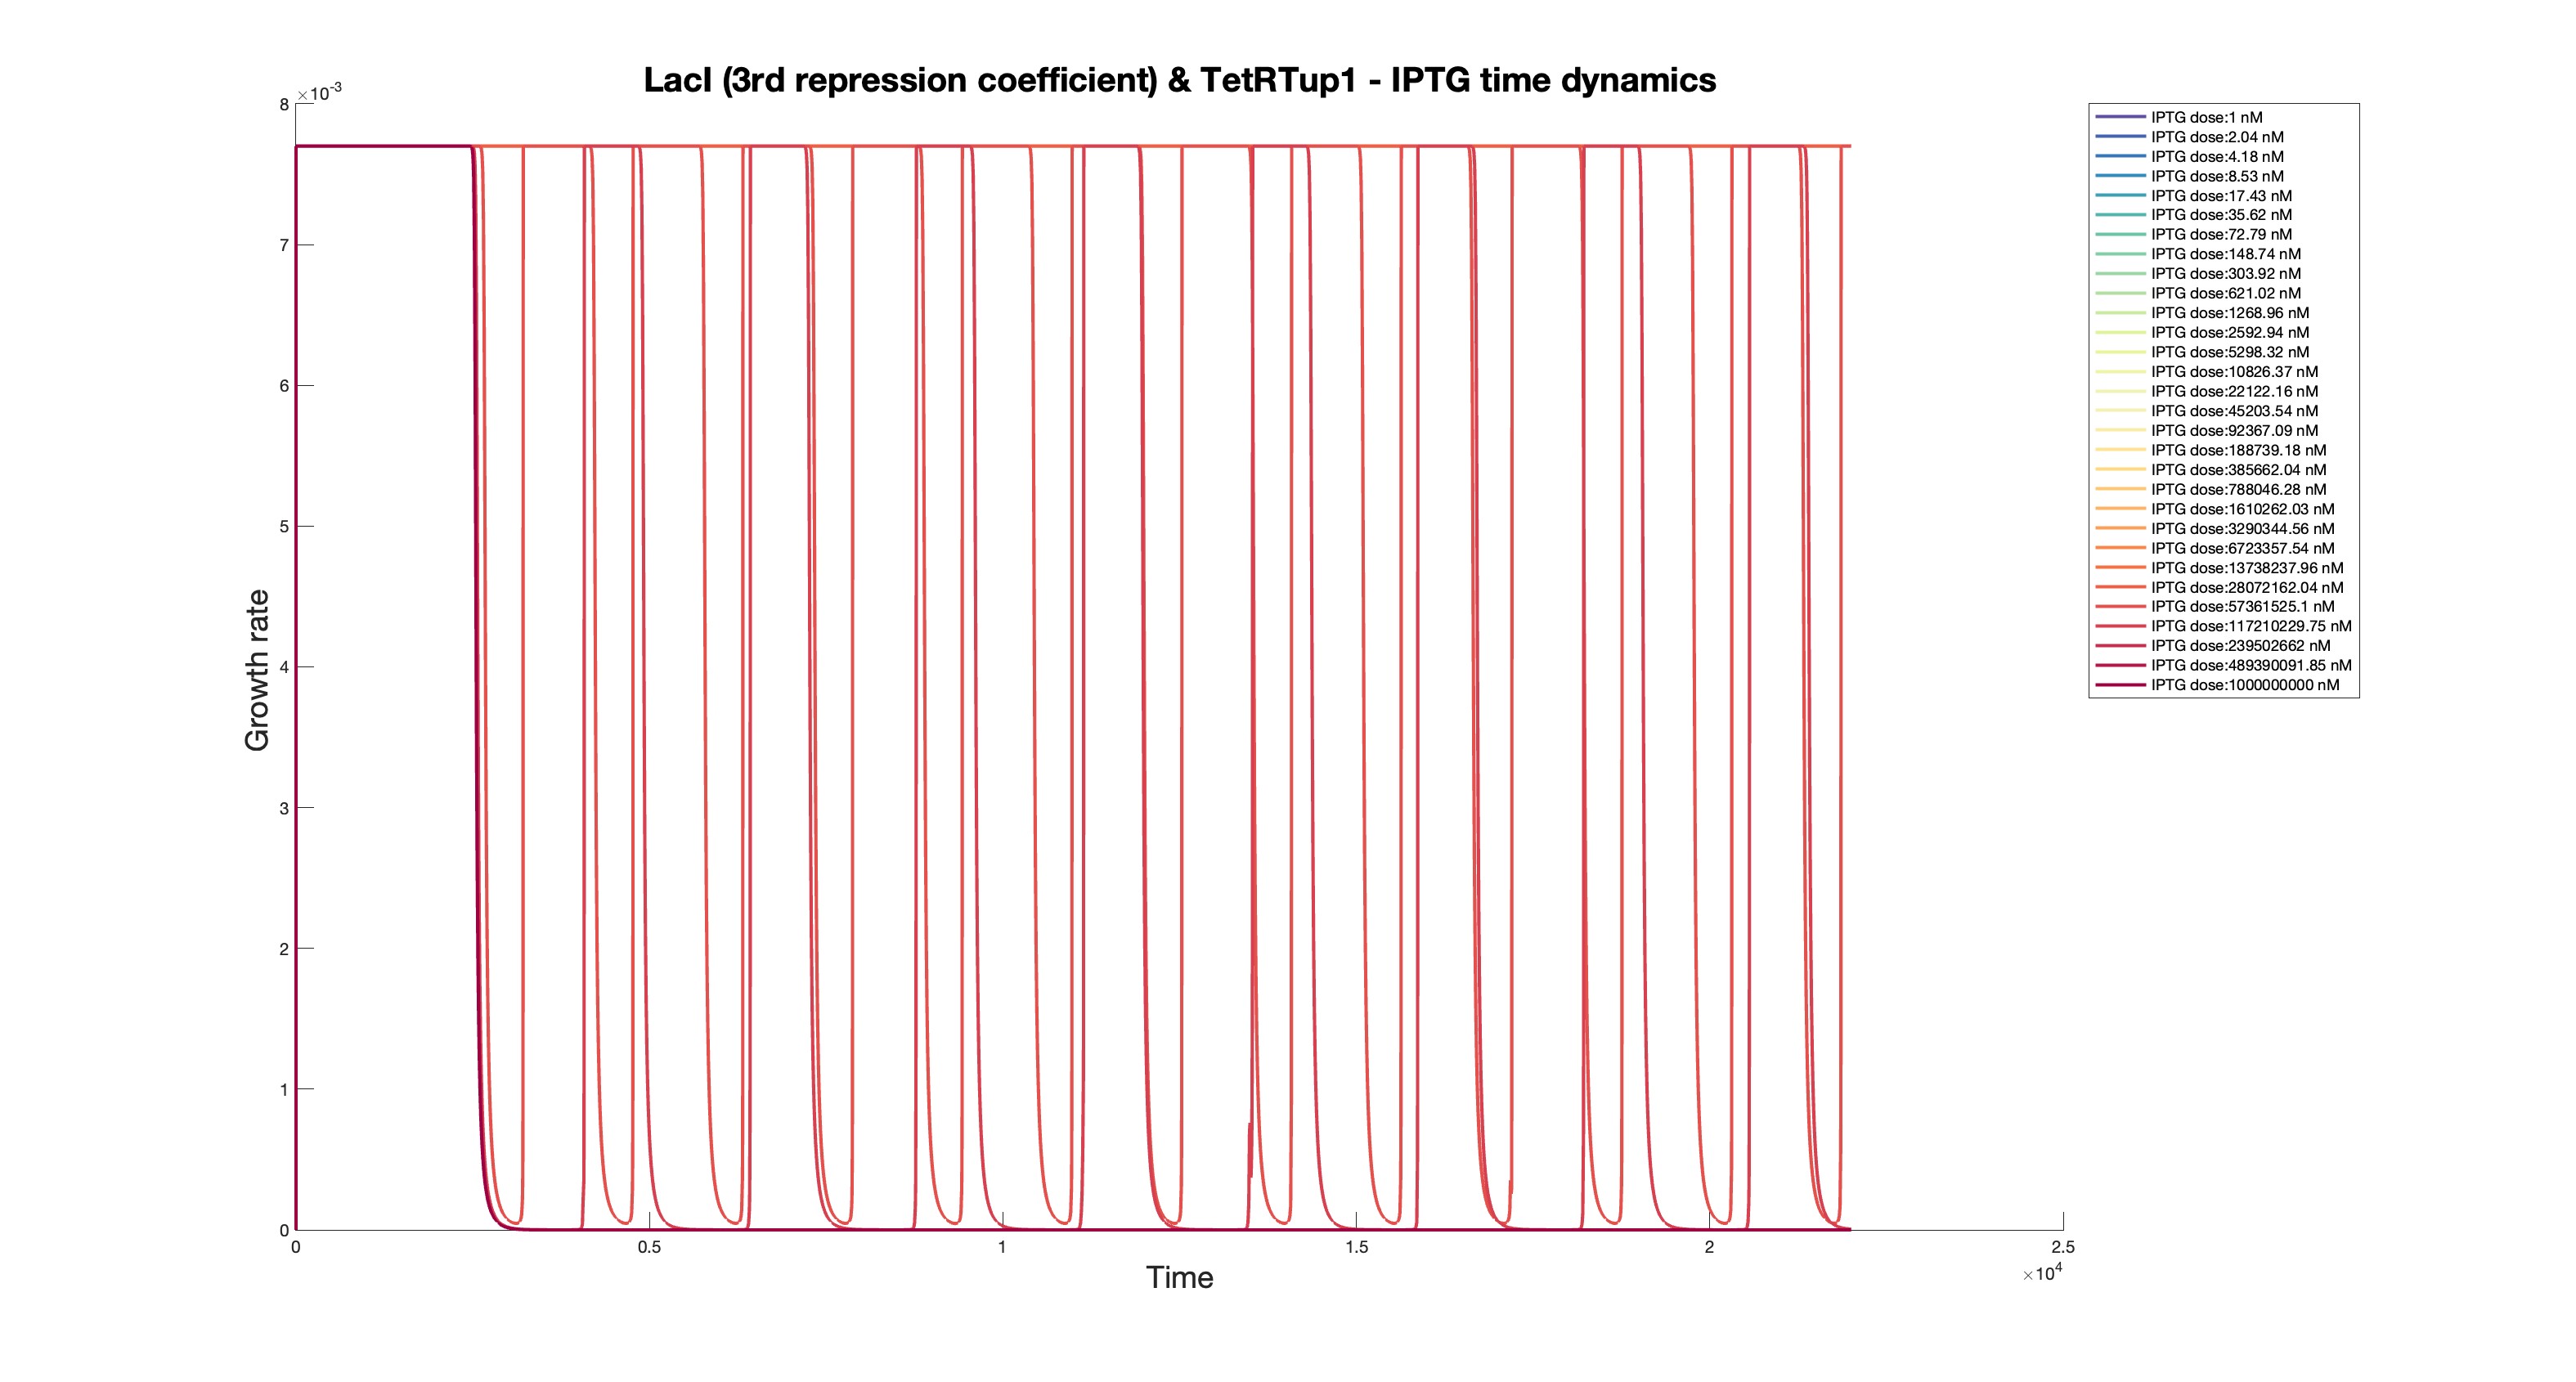 LacI (3rd repression coefficient) & TetRTup1 - IPTG time dynamics
×10-3
8
7
6
5
4
3
2
1
0
Growth rate
0 0.5 1 1.5 2 2.5
×104
Time
IPTG dose:1 nM
IPTG dose:2.04 nM
IPTG dose:4.18 nM
IPTG dose:8.53 nM
IPTG dose:17.43 nM
IPTG dose:35.62 nM
IPTG dose:72.79 nM
IPTG dose:148.74 nM
IPTG dose:303.92 nM
IPTG dose:621.02 nM
IPTG dose:1268.96 nM
IPTG dose:2592.94 nM
IPTG dose:5298.32 nM
IPTG dose:10826.37 nM
IPTG dose:22122.16 nM
IPTG dose:45203.54 nM
IPTG dose:92367.09 nM
IPTG dose:188739.18 nM
IPTG dose:385662.04 nM
IPTG dose:788046.28 nM
IPTG dose:1610262.03 nM
IPTG dose:3290344.56 nM
IPTG dose:6723357.54 nM
IPTG dose:13738237.96 nM
IPTG dose:28072162.04 nM
IPTG dose:57361525.1 nM
IPTG dose:117210229.75 nM
IPTG dose:239502662 nM
IPTG dose:489390091.85 nM
IPTG dose:1000000000 nM